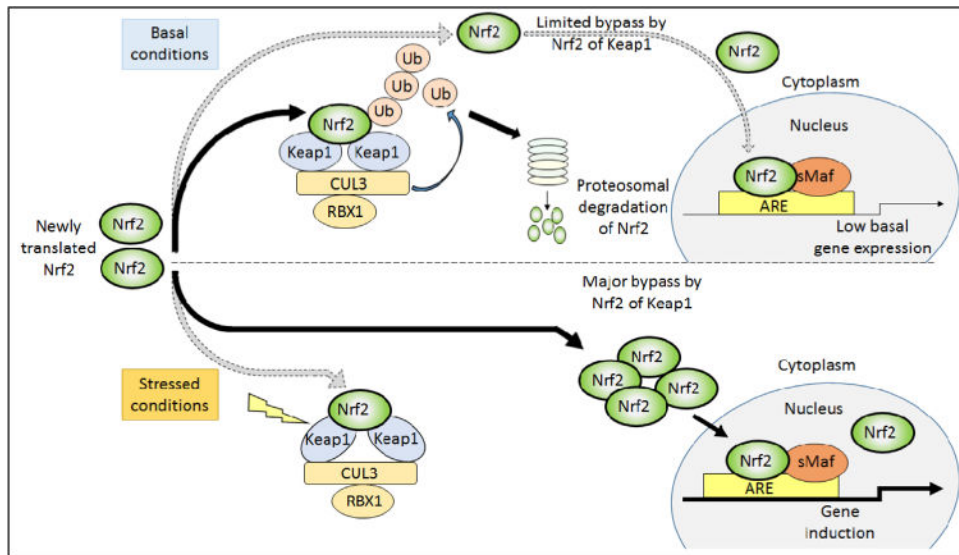 Basal
conditions
Nrf2
Limited bypass by
Nrf2 of Keap1
Nrf2
Cytoplasm
Ub
Ub
Ub
Ub
Nrf2
Keap1
Keap1
CUL3
RBX1
Proteosomal
degradation
of Nrf2
Nucleus
Nrf2
sMaf
ARE
Low basal
gene expression
Newly
translated
Nrf2
Nrf2
Nrf2
Major bypass by
Nrf2 of Keap1
Stressed
conditions
Nrf2
Keap1
Keap1
CUL3
RBX1
Nrf2
Nrf2
Nrf2
Nrf2
Cytoplasm
Nucleus
Nrf2
Nrf2
sMaf
ARE
Gene
induction